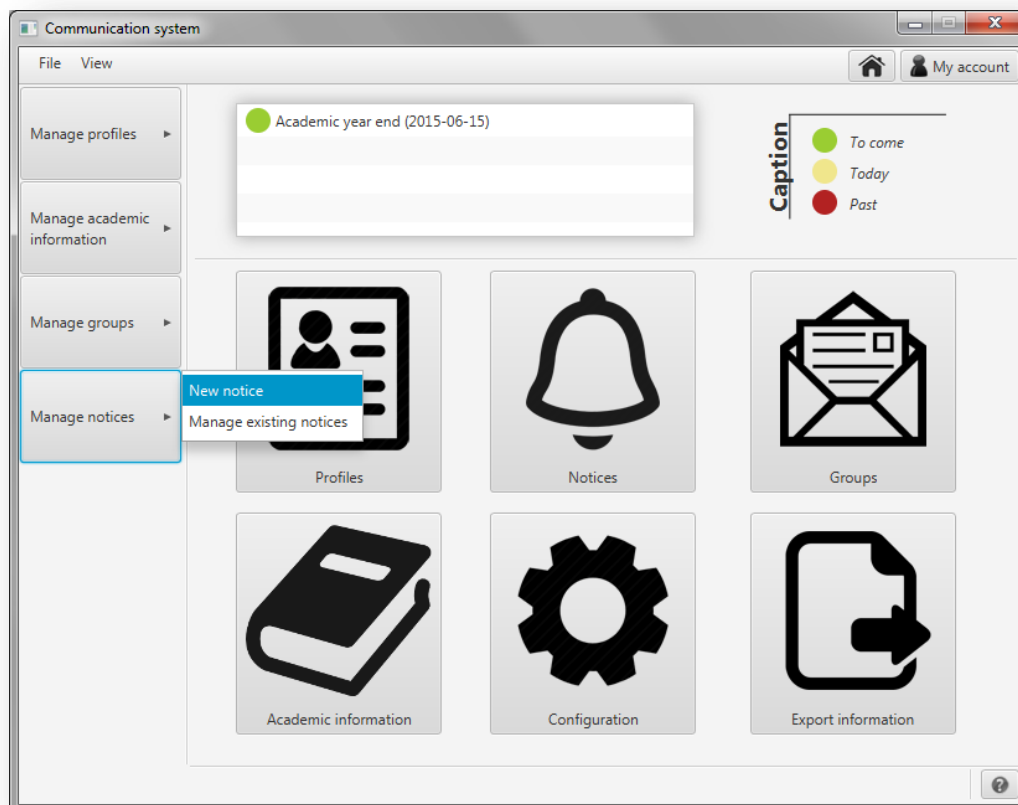 Communication system
File View
My account
Manage profiles
Manage academic
information
Manage groups
Manage notices
New notice
Manage existing notices
Academic year end (2015-06-15)
Caption
To come
Today
Past
Profiles
Notices
Groups
Academic information
Configuration
Export information
?